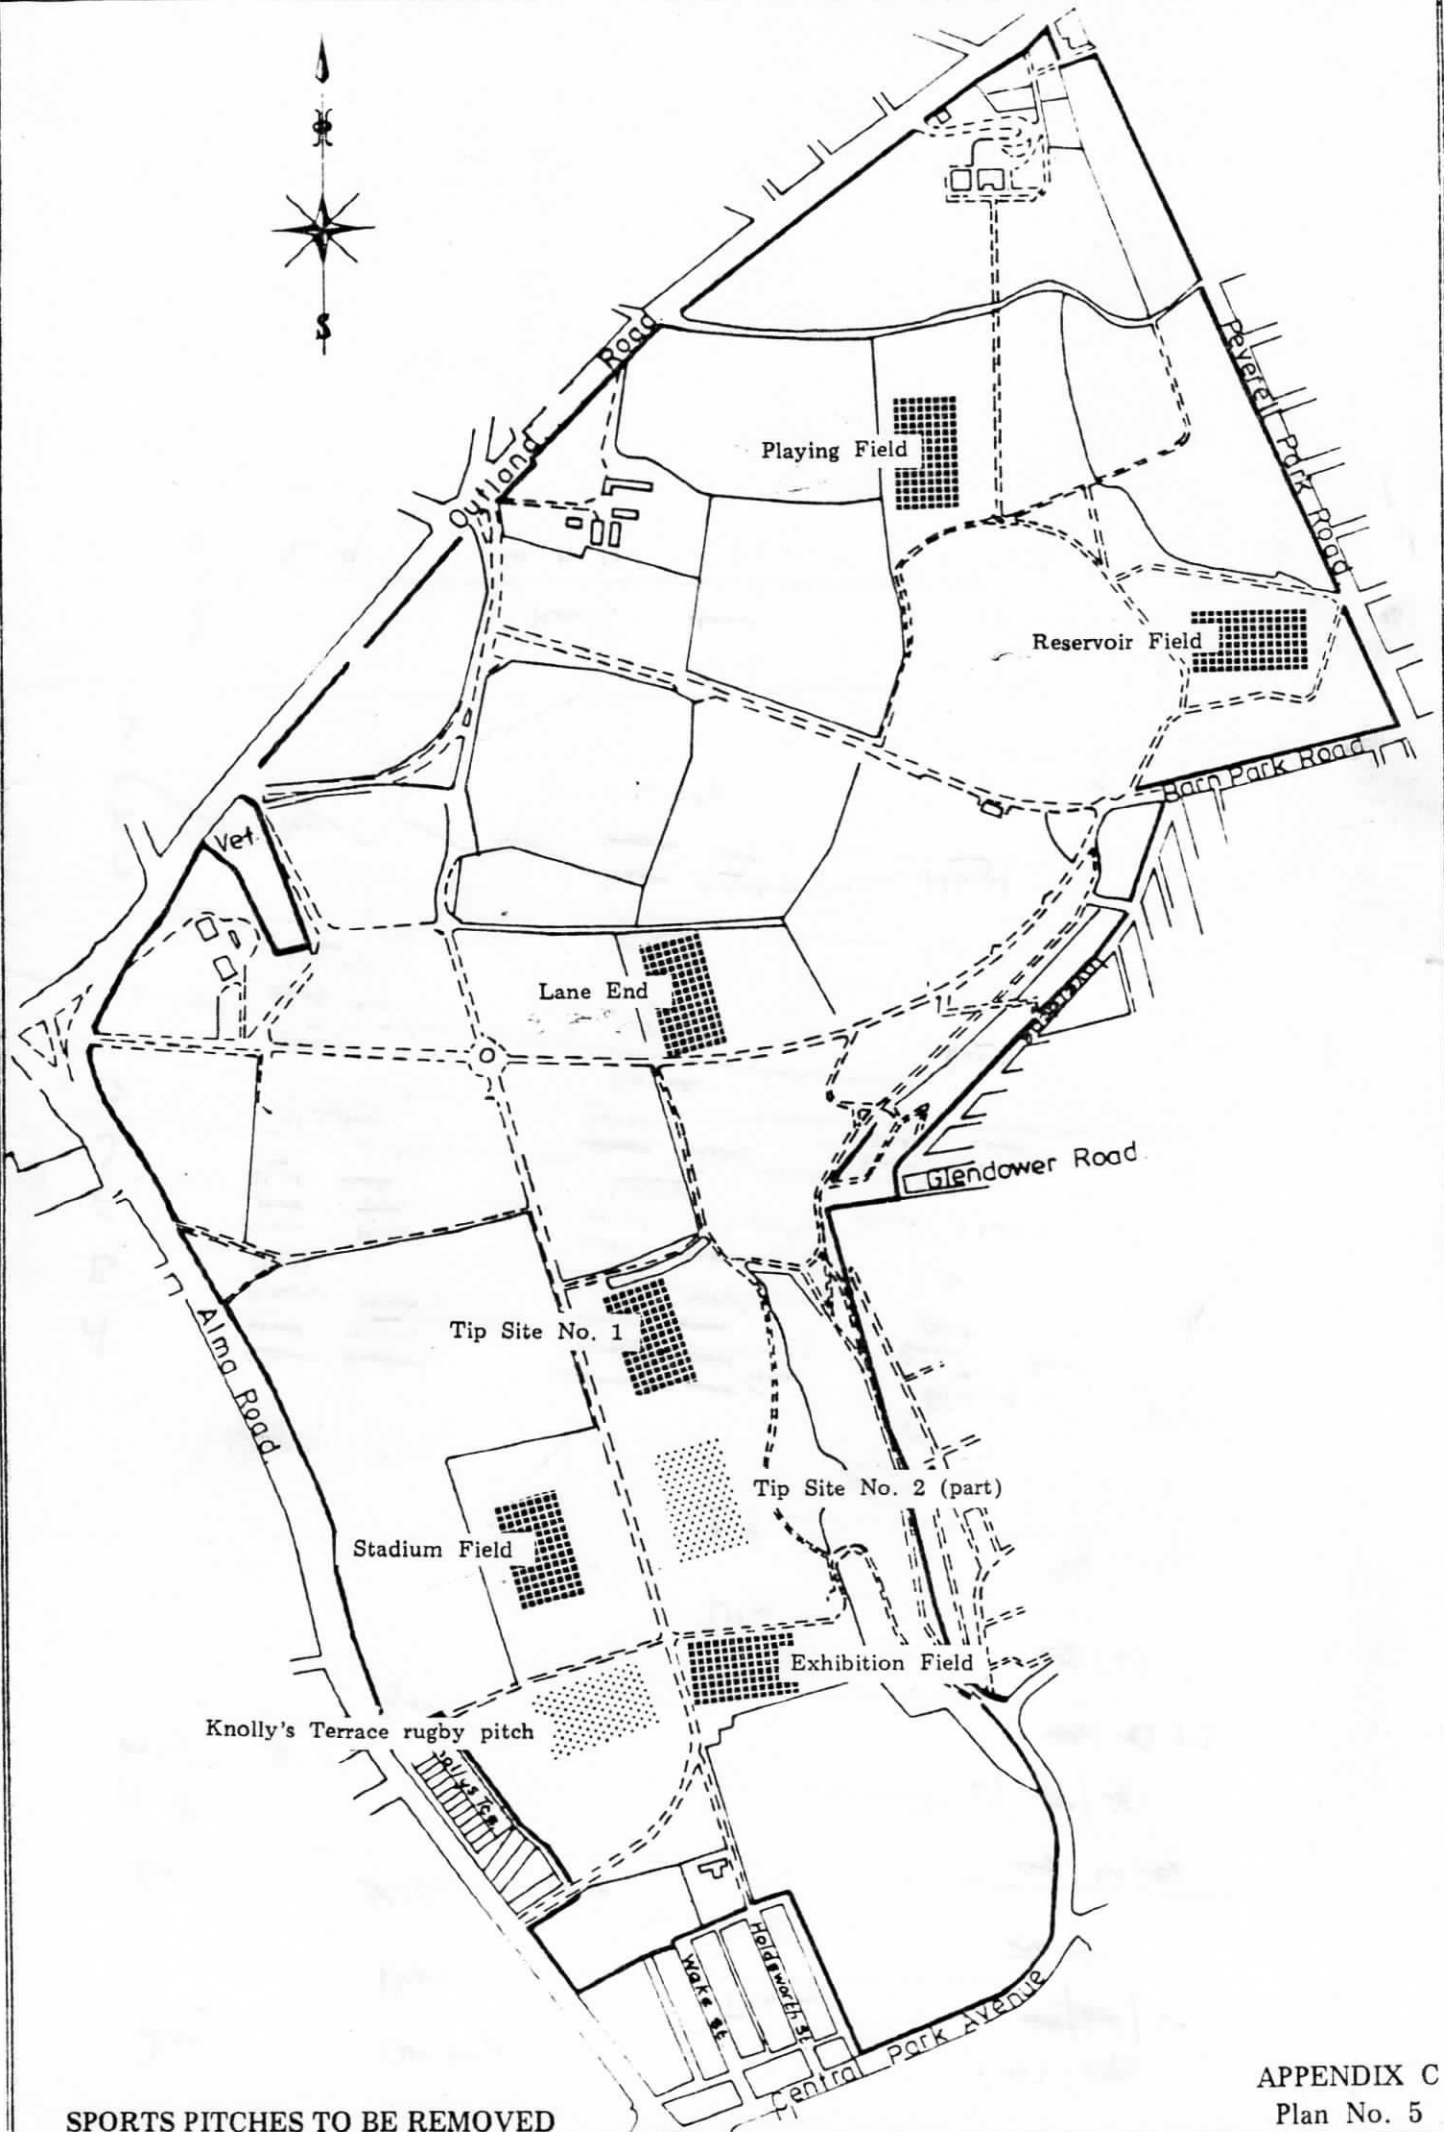 S
Outland Road
Peverell Park Road
Playing Field
Reservoir Field
Barn Park Road
Vet.
Lane End
Glendower Road
Tip Site No. 1
Alma Road
Tip Site No. 2 (part)
Stadium Field
Exhibition Field
Knolly's Terrace rugby pitch
ollys Tce.
Wake St
Holdsworth St
Central Park Avenue
APPENDIX C
Plan No. 5
SPORTS PITCHES TO BE REMOVED